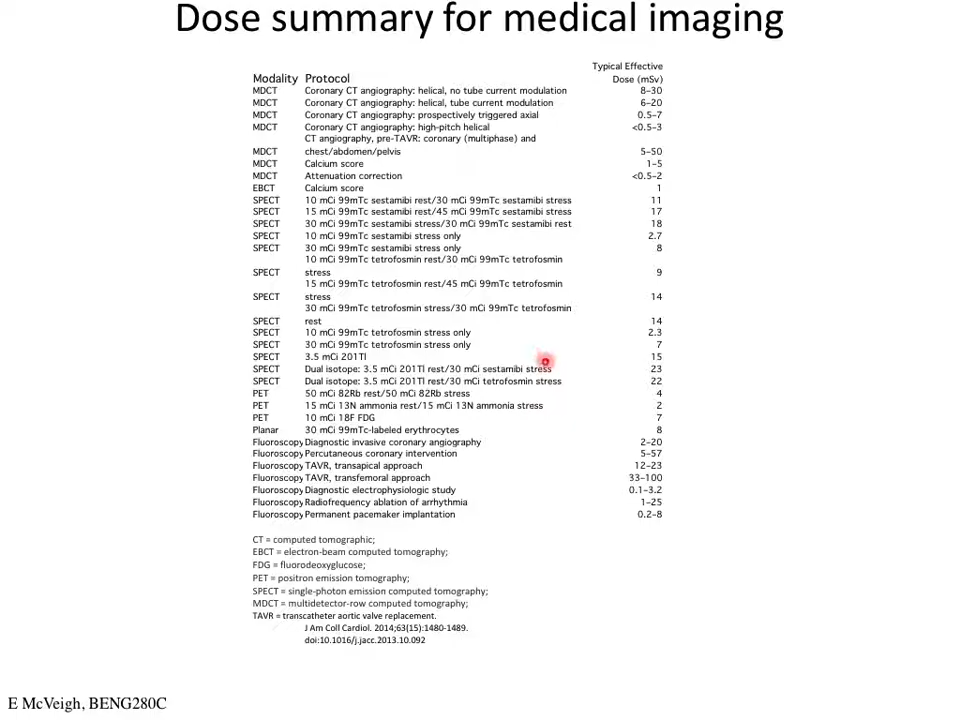 Dose summary for medical imaging
Typical Effective
Modality Protocol Dose (mSv)
MDCT Coronary CT angiography: helical, no tube current modulation 8–30
MDCT Coronary CT angiography: helical, tube current modulation 6–20
MDCT Coronary CT angiography: prospectively triggered axial 0.5–7
MDCT Coronary CT angiography: high-pitch helical <0.5–3
CT angiography, pre-TAVR: coronary (multiphase) and
MDCT chest/abdomen/pelvis 5–50
MDCT Calcium score 1–5
MDCT Attenuation correction <0.5–2
EBCT Calcium score 1
SPECT 10 mCi 99mTc sestamibi rest/30 mCi 99mTc sestamibi stress 11
SPECT 15 mCi 99mTc sestamibi rest/45 mCi 99mTc sestamibi stress 17
SPECT 30 mCi 99mTc sestamibi stress/30 mCi 99mTc sestamibi rest 18
SPECT 10 mCi 99mTc sestamibi stress only 2.7
SPECT 30 mCi 99mTc sestamibi stress only 8
10 mCi 99mTc tetrofosmin rest/30 mCi 99mTc tetrofosmin
SPECT stress 9
15 mCi 99mTc tetrofosmin rest/45 mCi 99mTc tetrofosmin
SPECT stress 14
30 mCi 99mTc tetrofosmin stress/30 mCi 99mTc tetrofosmin
SPECT rest 14
SPECT 10 mCi 99mTc tetrofosmin stress only 2.3
SPECT 30 mCi 99mTc tetrofosmin stress only 7
SPECT 3.5 mCi 201Tl 15
SPECT Dual isotope: 3.5 mCi 201Tl rest/30 mCi sestamibi stress 23
SPECT Dual isotope: 3.5 mCi 201Tl rest/30 mCi tetrofosmin stress 22
PET 50 mCi 82Rb rest/50 mCi 82Rb stress 4
PET 15 mCi 13N ammonia rest/15 mCi 13N ammonia stress 2
PET 10 mCi 18F FDG 7
Planar 30 mCi 99mTc-labeled erythrocytes 8
Fluoroscopy Diagnostic invasive coronary angiography 2–20
Fluoroscopy Percutaneous coronary intervention 5–57
Fluoroscopy TAVR, transapical approach 12–23
Fluoroscopy TAVR, transfemoral approach 33–100
Fluoroscopy Diagnostic electrophysiologic study 0.1–3.2
Fluoroscopy Radiofrequency ablation of arrhythmia 1–25
Fluoroscopy Permanent pacemaker implantation 0.2–8
CT = computed tomographic;
EBCT = electron-beam computed tomography;
FDG = fluorodeoxyglucose;
PET = positron emission tomography;
SPECT = single-photon emission computed tomography;
MDCT = multidetector-row computed tomography;
TAVR = transcatheter aortic valve replacement.
J Am Coll Cardiol. 2014;63(15):1480-1489.
doi:10.1016/j.jacc.2013.10.092
E McVeigh, BENG280C